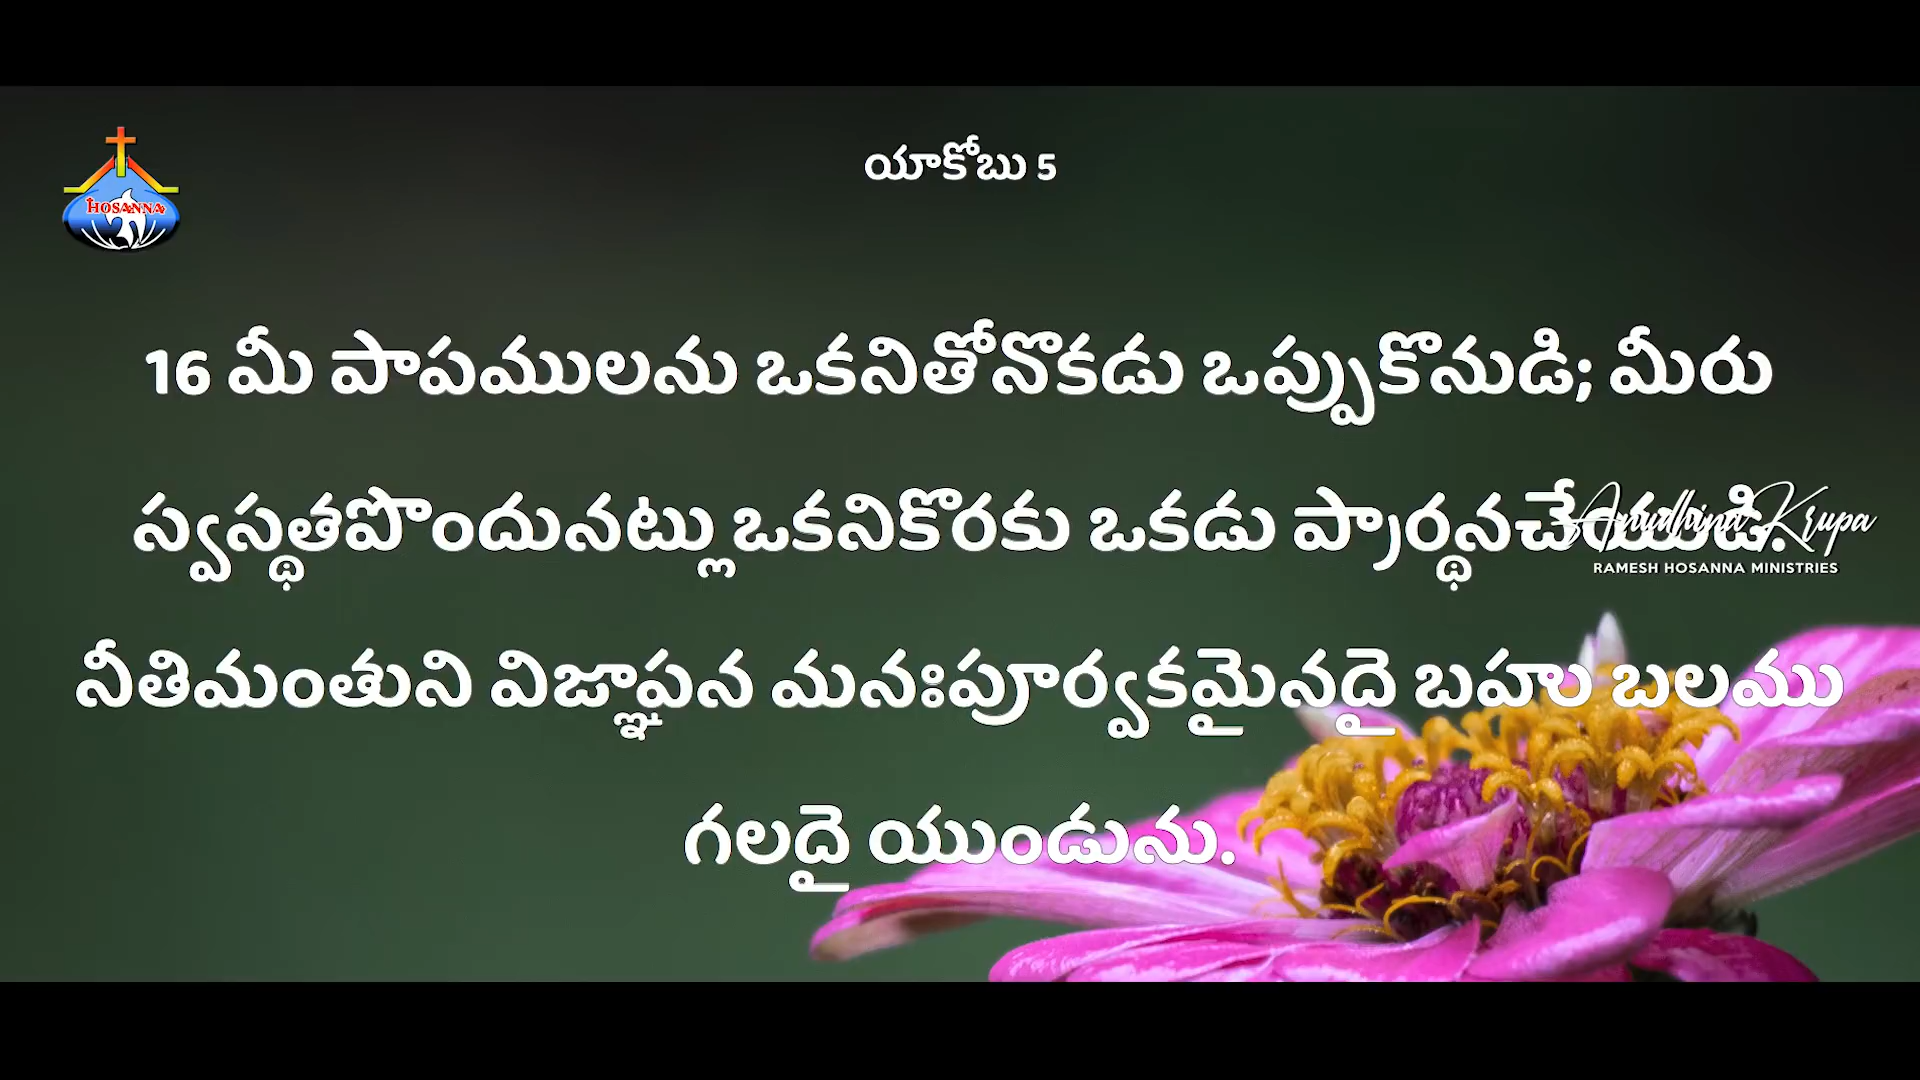 యాకోబు 5
HOSANNA
16 మీ పాపములను ఒకనితోనొకడు ఒప్పుకొనుడి; మీరు
స్వస్థతపొందునట్లు ఒకనికొరకు ఒకడు ప్రార్థనచేయుడి.
Anudhina Krupa
RAMESH HOSANNA MINISTRIES
నీతిమంతుని విజ్ఞాపన మనఃపూర్వకమైనదై బహు బలము
గలదై యుండును.